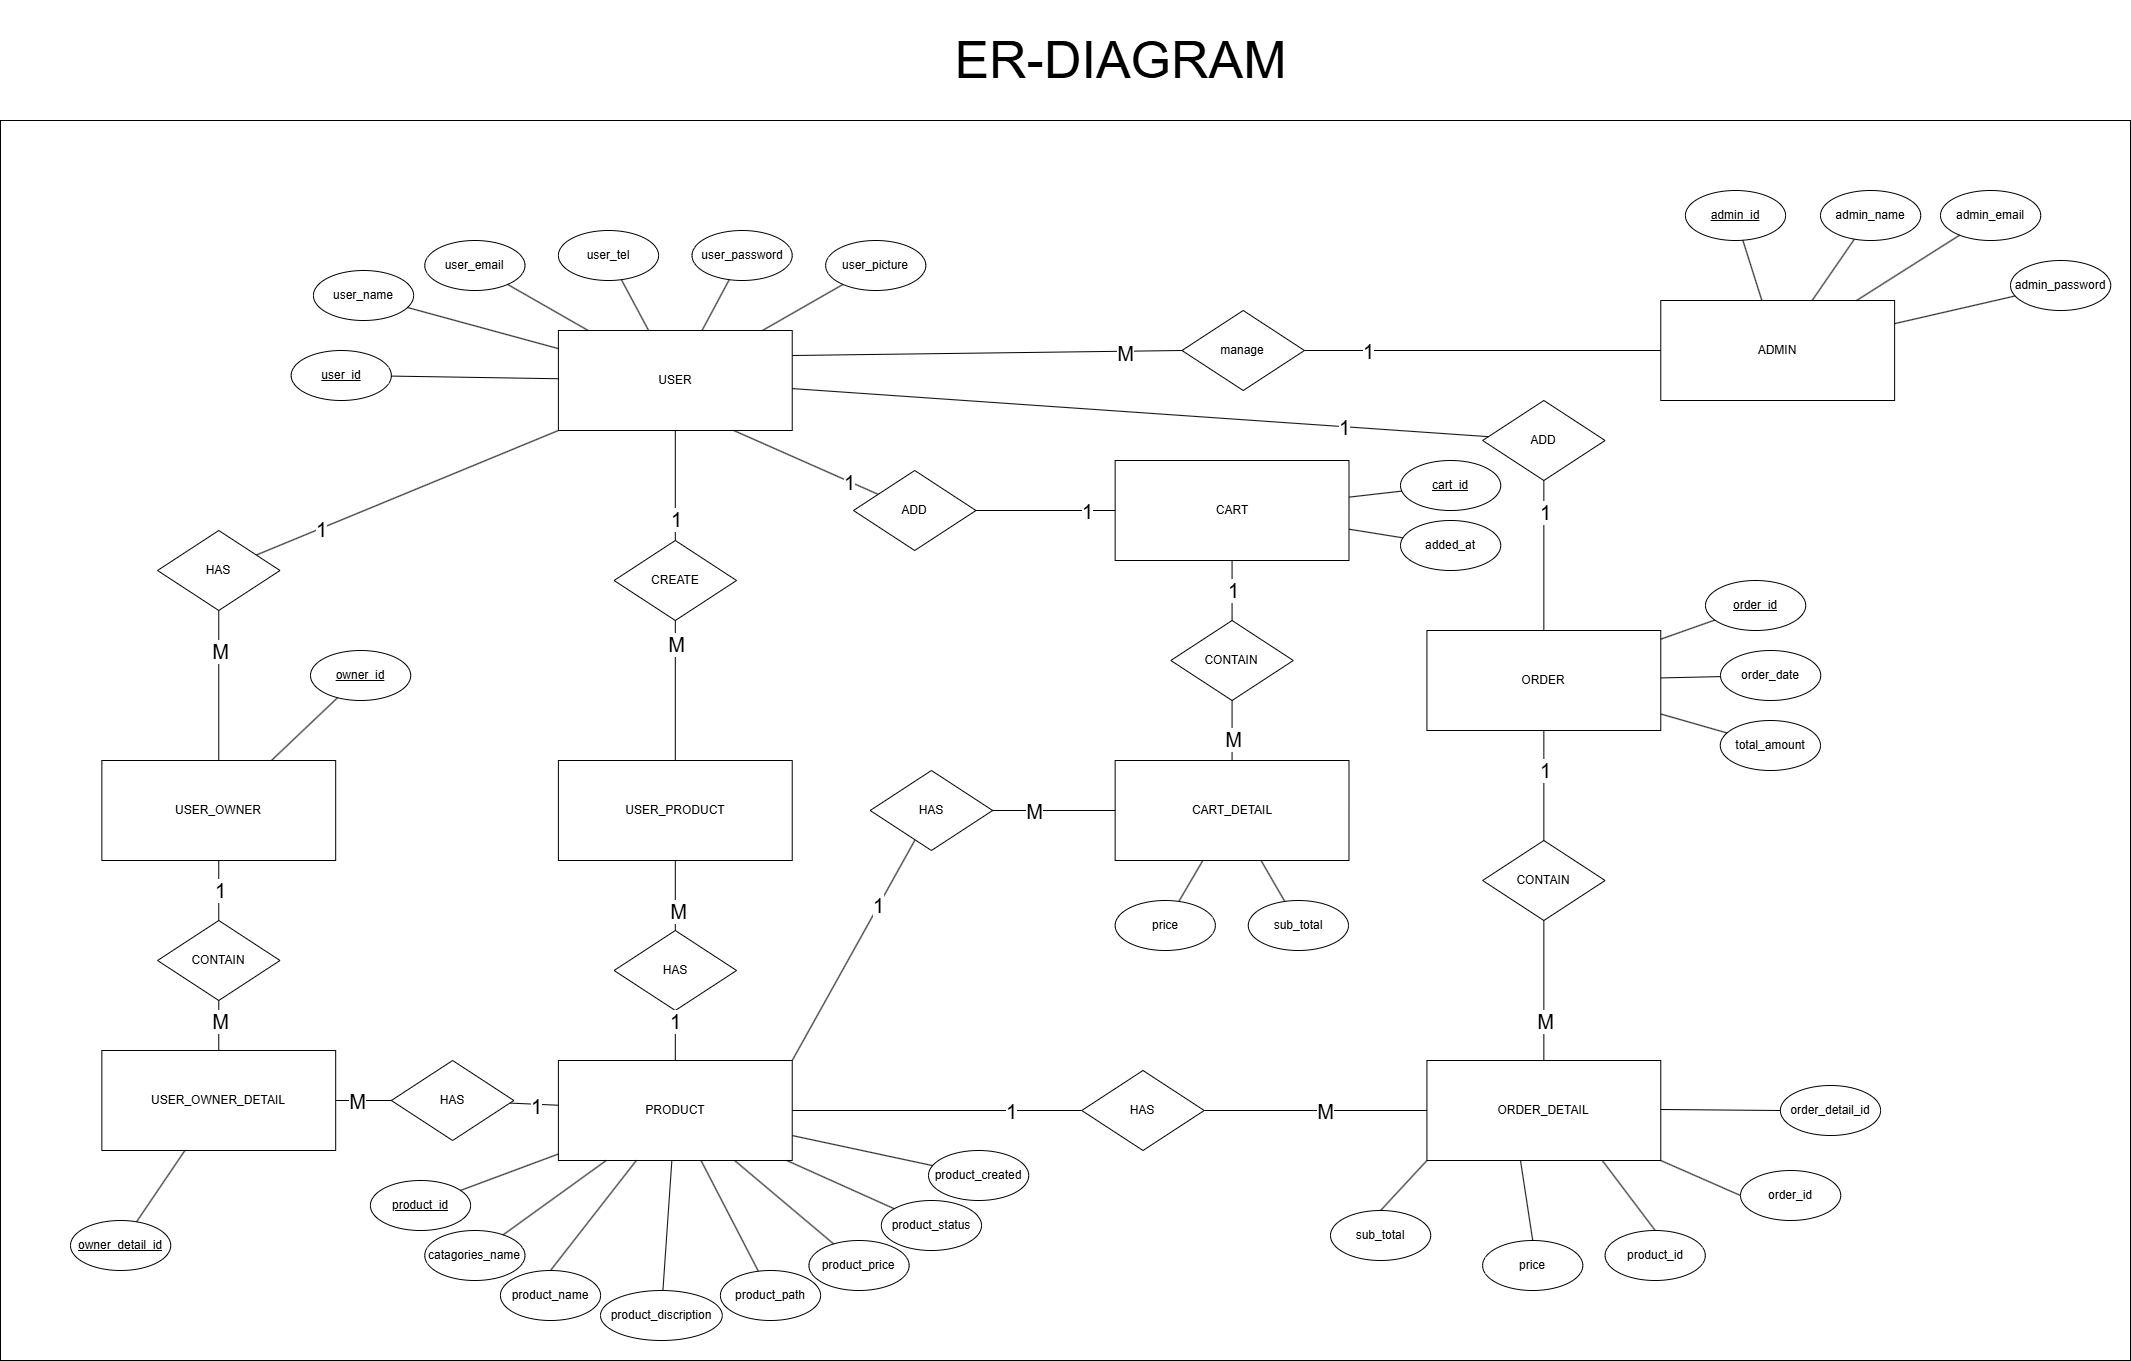 ER-DIAGRAM
admin_id
admin_name
admin_email
user_email
user_tel
user_password
user_picture
user_name
admin_password
user_id
USER
M
manage
1
ADMIN
1
ADD
1
ADD
1
CART
cart_id
added_at
1
1
HAS
1
CREATE
M
M
1
CONTAIN
M
1
order_id
ORDER
order_date
total_amount
owner_id
USER_OWNER
USER_PRODUCT
HAS
M
CART_DETAIL
1
1
M
1
price
sub_total
CONTAIN
CONTAIN
HAS
M
1
M
USER_OWNER_DETAIL
M
HAS
1
PRODUCT
1
HAS
M
ORDER_DETAIL
order_detail_id
product_created
order_id
product_id
product_status
owner_detail_id
catagories_name
product_price
sub_total
price
product_id
product_name
product_discription
product_path